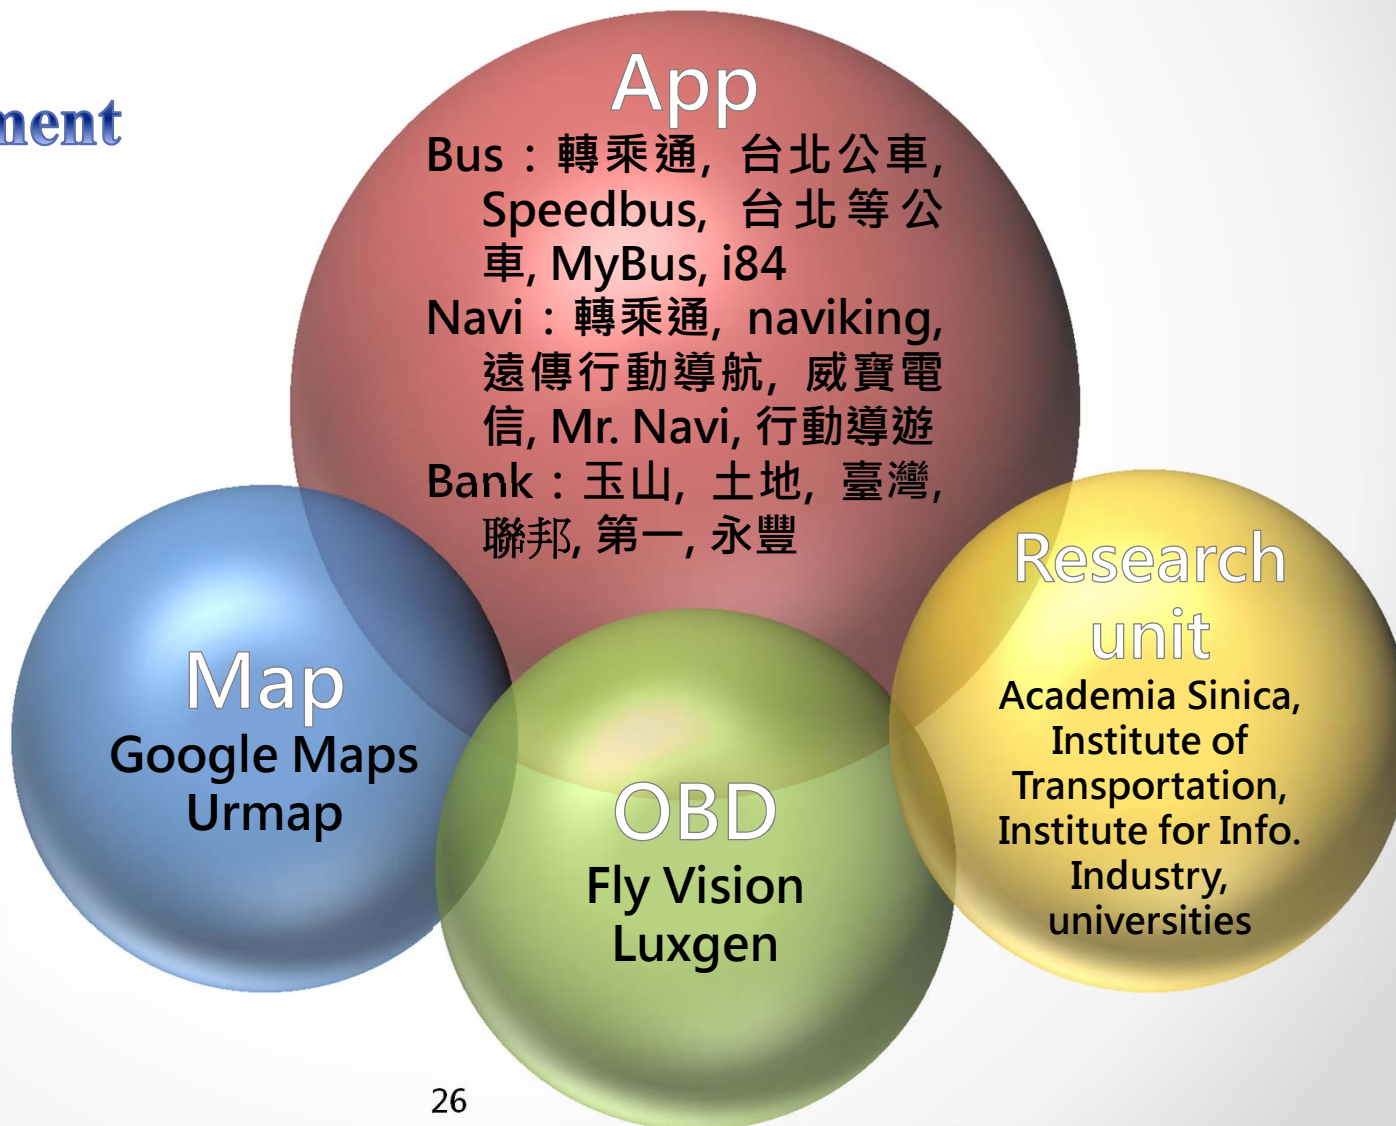 ment
App
Bus：轉乘通, 台北公車,
Speedbus, 台北等公
車, MyBus, i84
Navi：轉乘通, naviking,
遠傳行動導航, 威寶電
信, Mr. Navi, 行動導遊
Bank：玉山, 土地, 臺灣,
聯邦, 第一, 永豐
Map
Google Maps
Urmap
OBD
Fly Vision
Luxgen
Research
unit
Academia Sinica,
Institute of
Transportation,
Institute for Info.
Industry,
universities
26